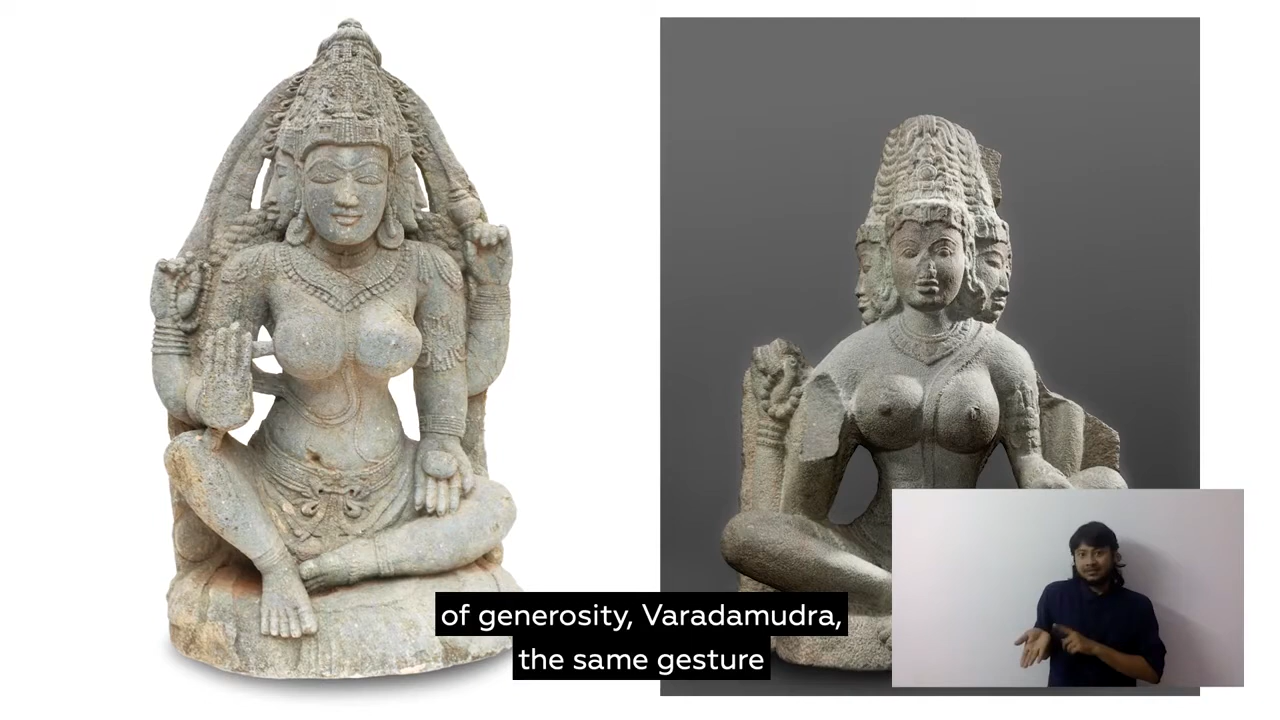 of generosity, Varadamudra,
the same gesture